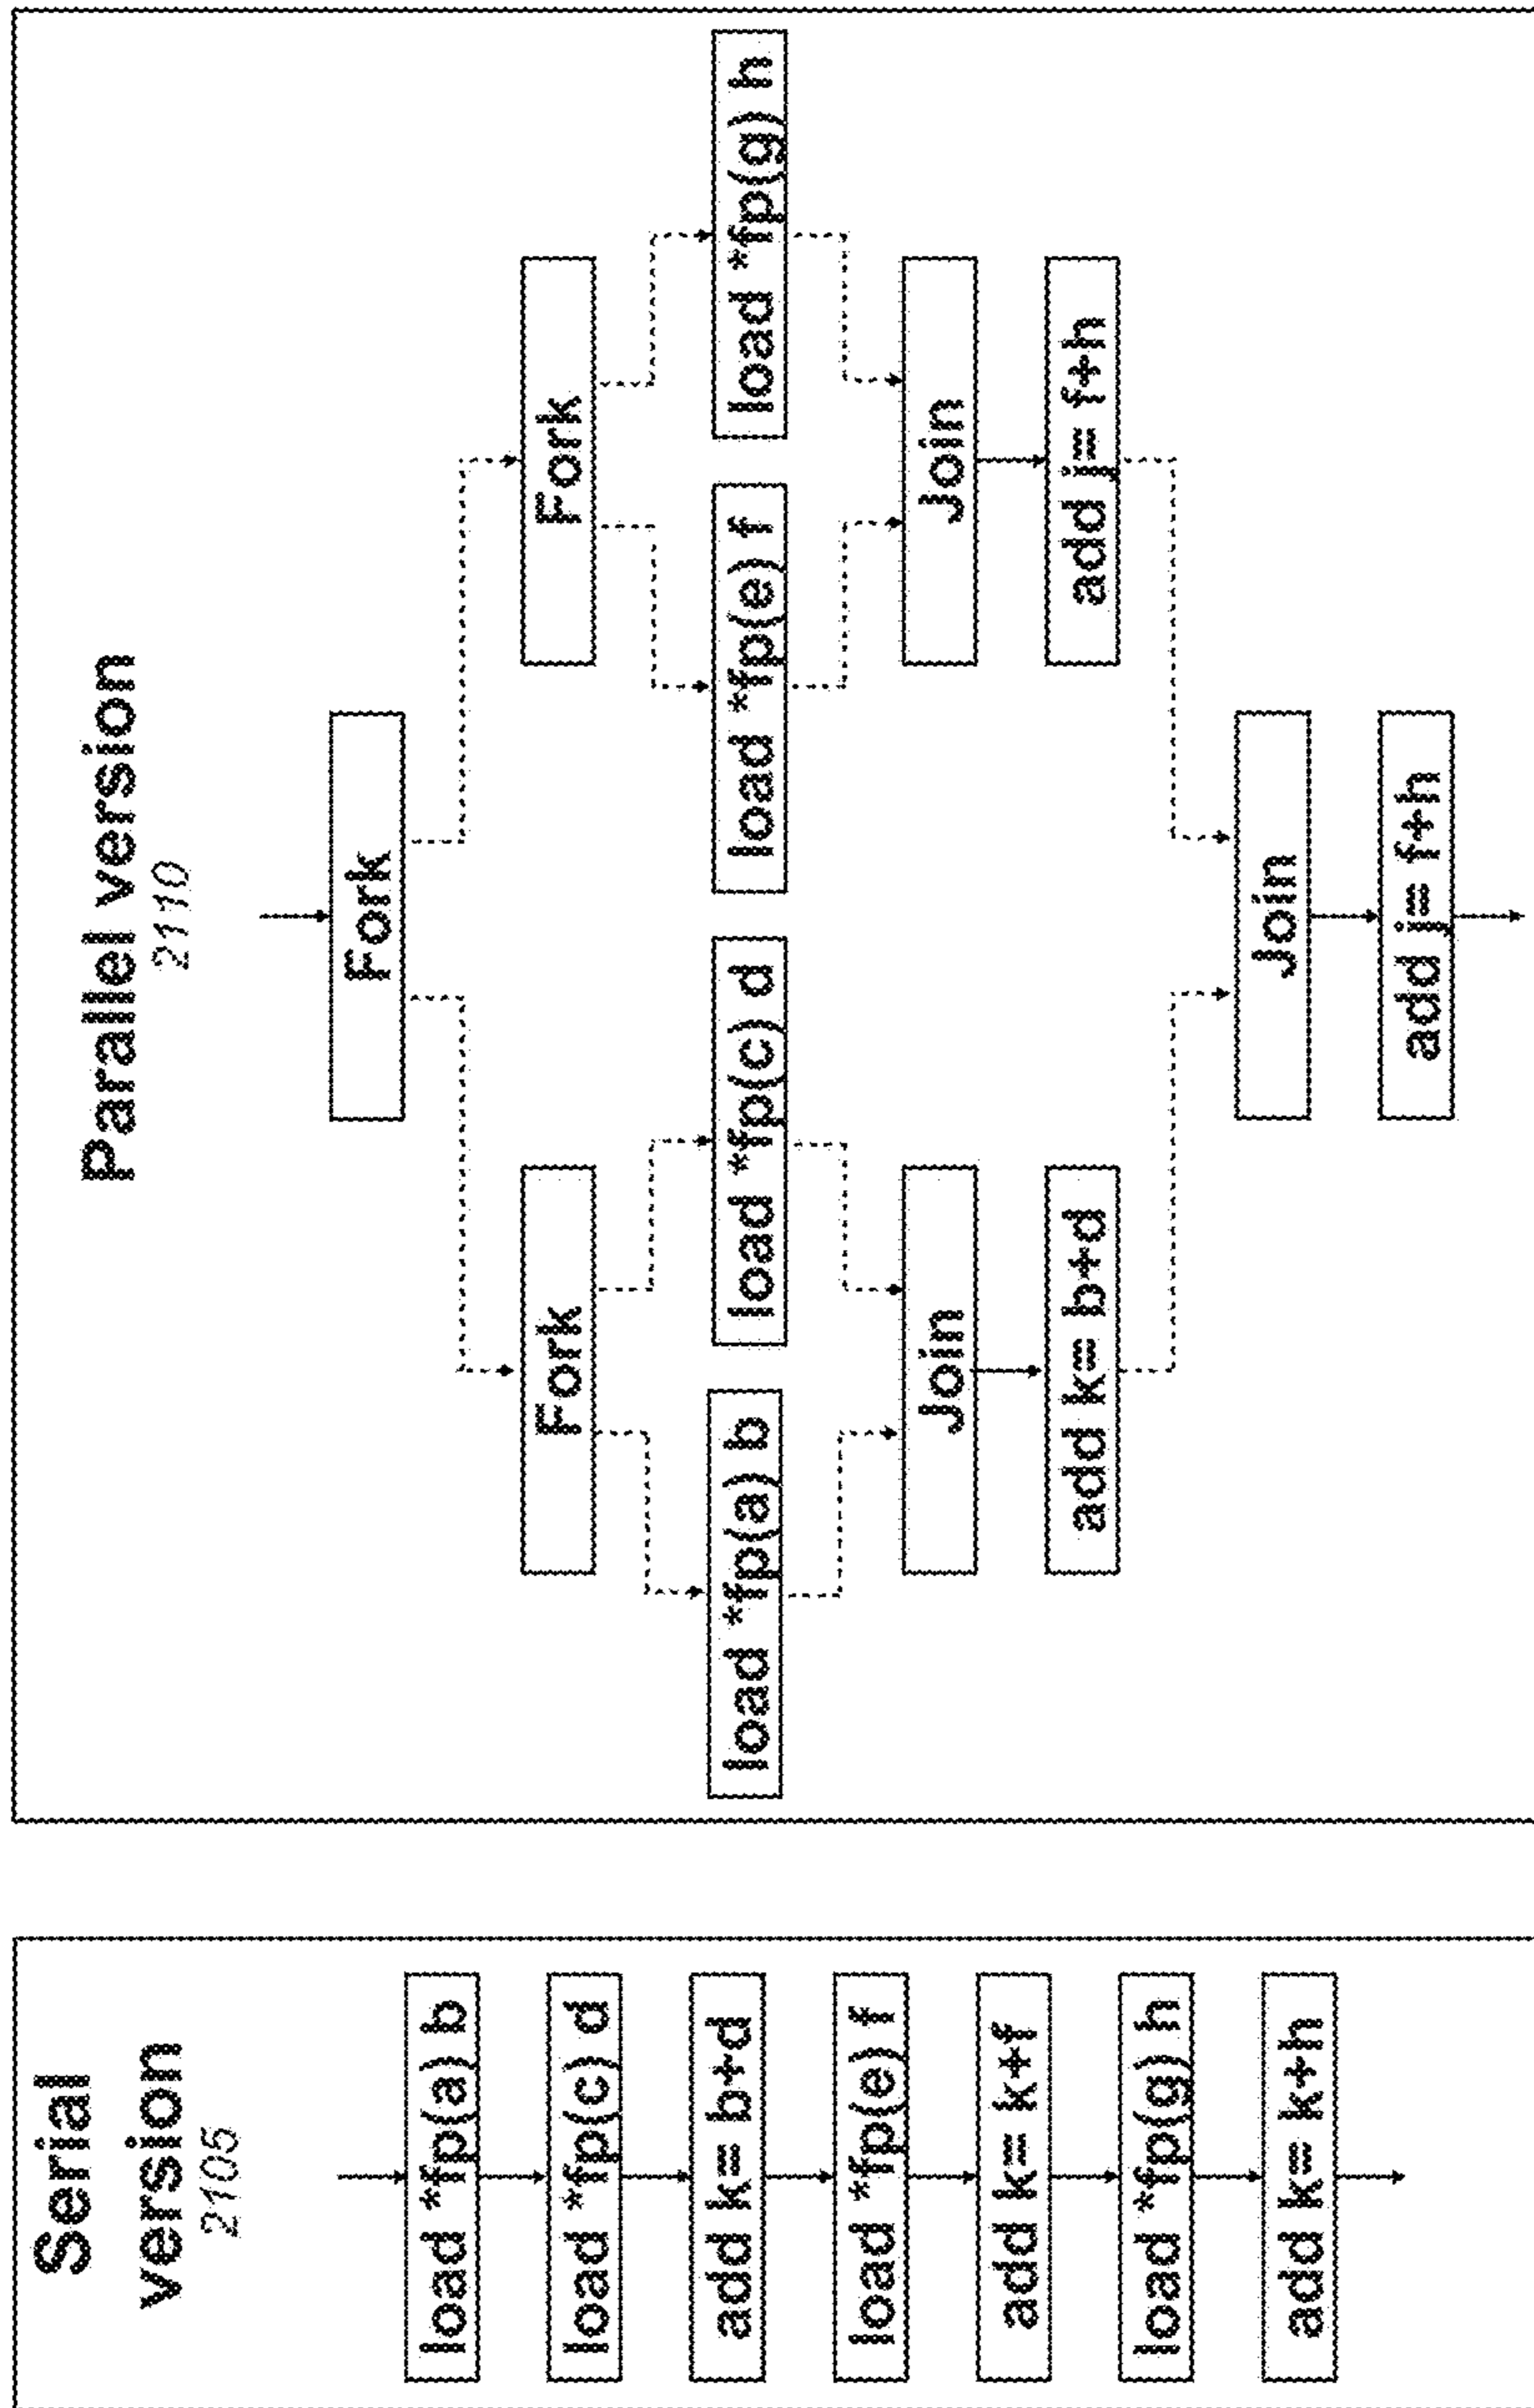 Serial
version
2105
load *fp(a) b
load *fp(c) d
add k= b+d
load *fp(e) f
add k= k+f
load *fp(g) h
add k= k+h
Parallel version
2110
Fork
Fork
Fork
load *fp(a) b
load *fp(c) d
load *fp(e) f
load *fp(g) h
Join
Join
add k= b+d
add j= f+h
Join
add j= f+h